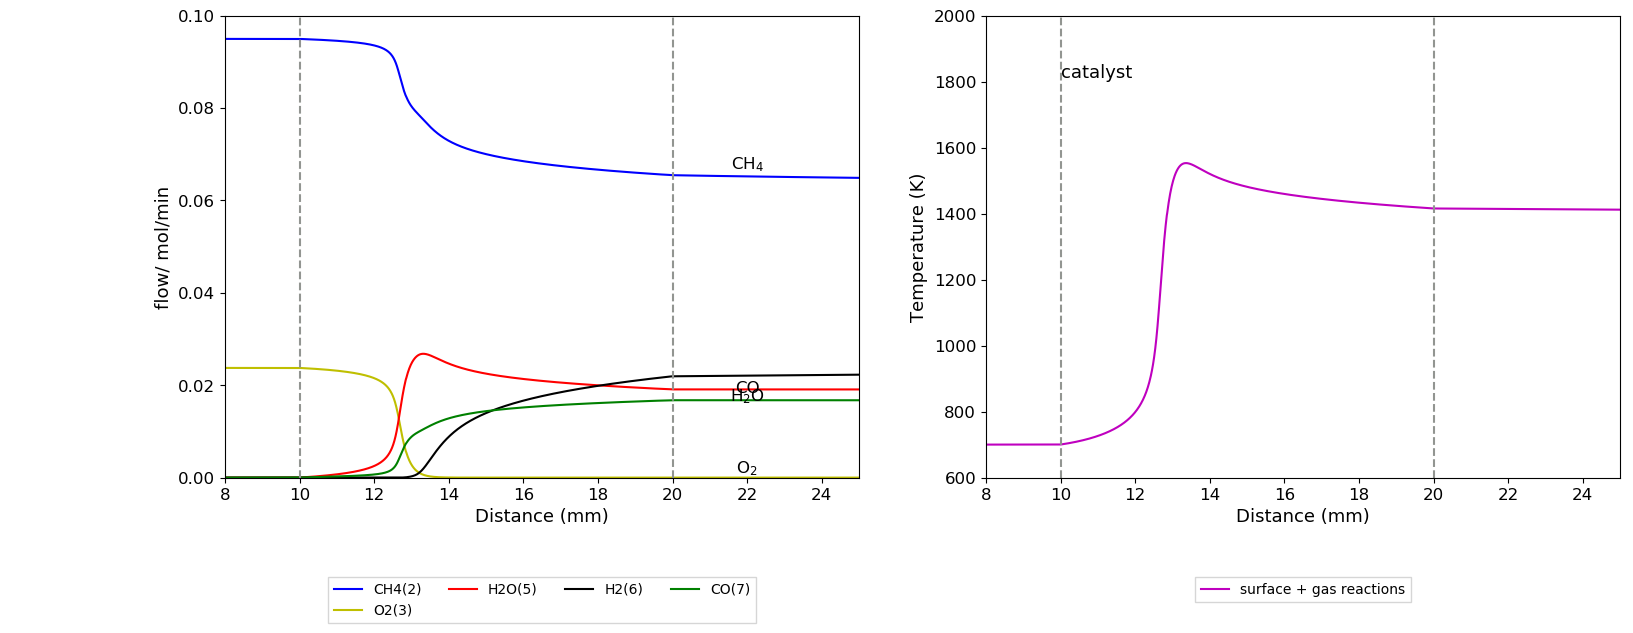 0.10
0.08
0.06
0.04
0.02
0.00
flow/ mol/min
8 10 12 14 16 18 20 22 24
Distance (mm)
CH₄
CO
H₂O
O₂
CH4(2) H2O(5) H2(6) CO(7)
O2(3)
2000
1800
1600
1400
1200
1000
800
600
Temperature (K)
catalyst
8 10 12 14 16 18 20 22 24
Distance (mm)
surface + gas reactions